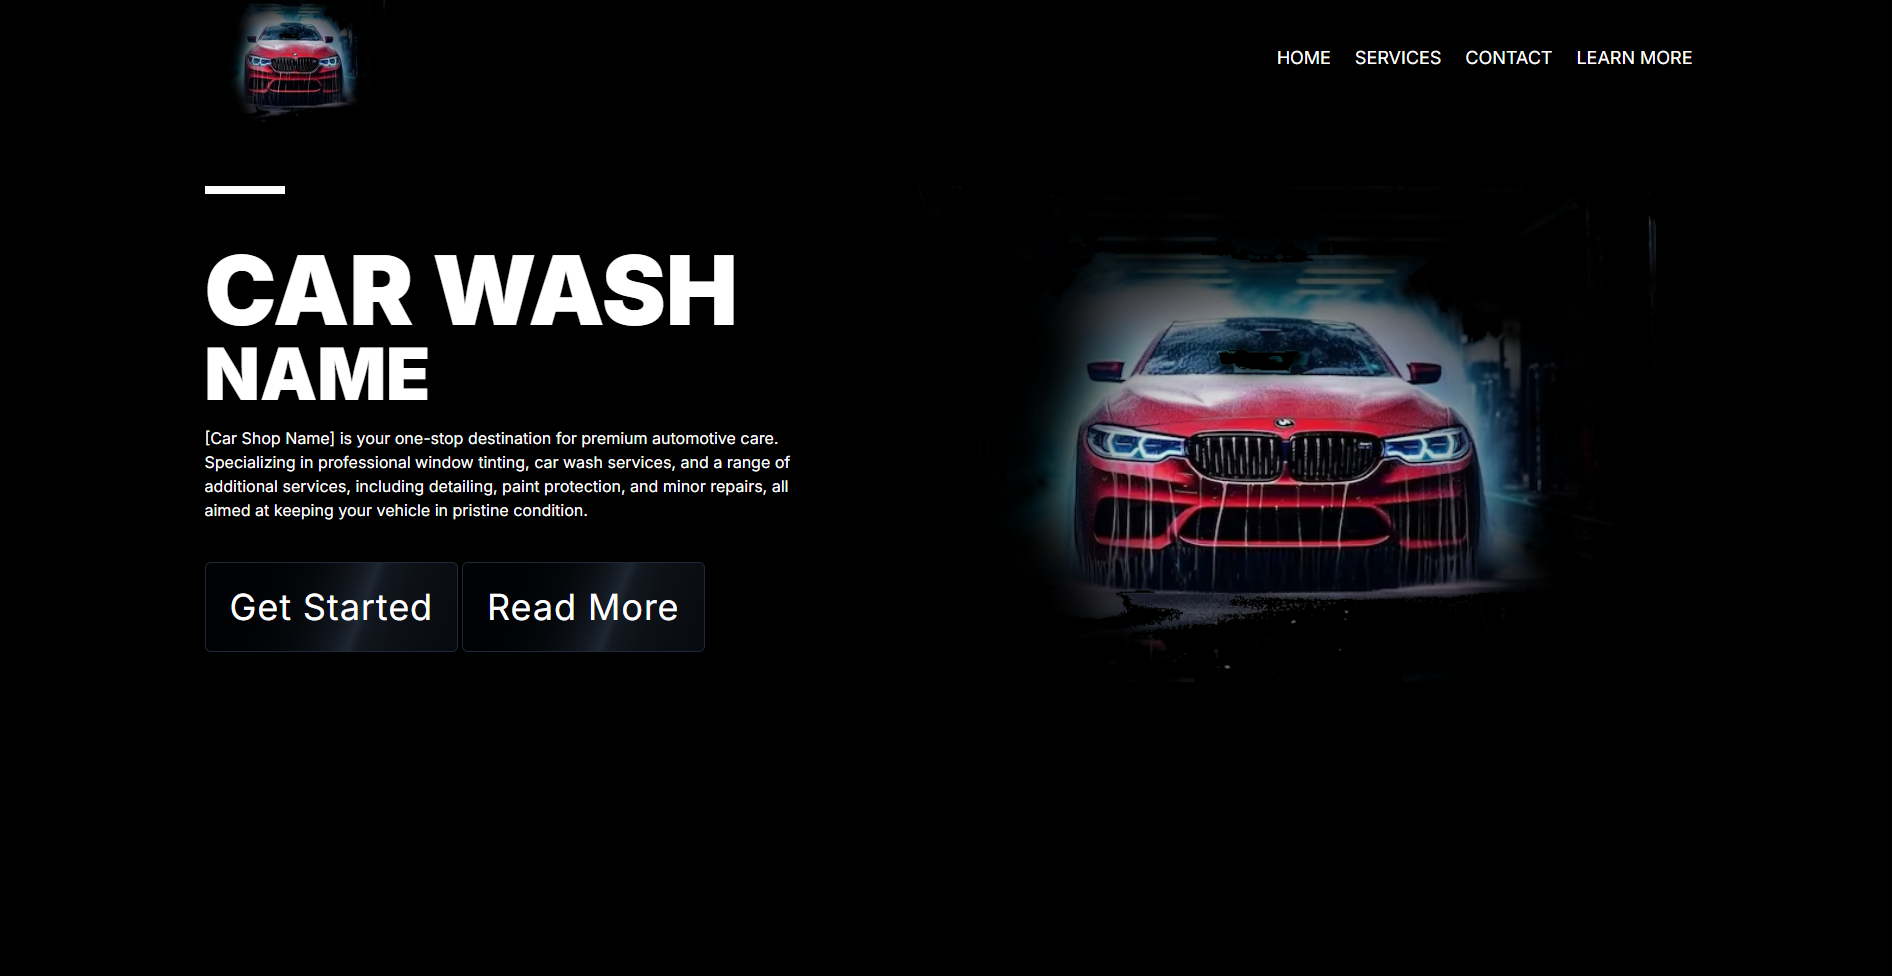 HOME SERVICES CONTACT LEARN MORE
CAR WASH
NAME
[Car Shop Name] is your one-stop destination for premium automotive care.
Specializing in professional window tinting, car wash services, and a range of
additional services, including detailing, paint protection, and minor repairs, all
aimed at keeping your vehicle in pristine condition.
Get Started Read More